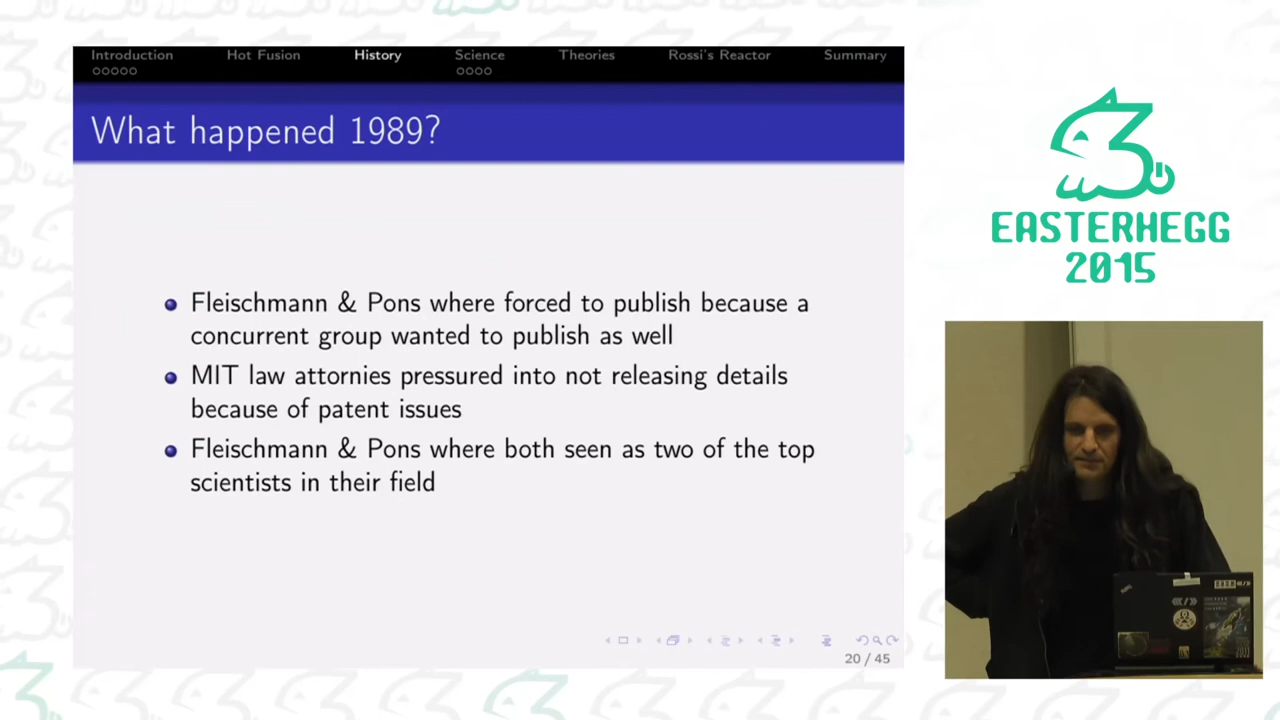 Introduction Hot Fusion History Science Theories Rossi's Reactor Summary
What happened 1989?
Fleischmann & Pons where forced to publish because a
concurrent group wanted to publish as well
MIT law attornies pressured into not releasing details
because of patent issues
Fleischmann & Pons where both seen as two of the top
scientists in their field
20 / 45
EASTERHEGG
2015